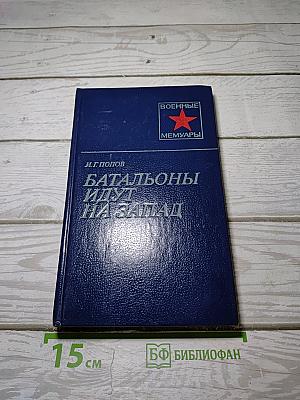 ВОЕННЫЕ
МЕМУАРЫ
И.Г.ПОПОВ
БАТАЛЬОНЫ
ИДУТ
НА ЗАПАД
15 СМ
БФ БИБЛИОФАН